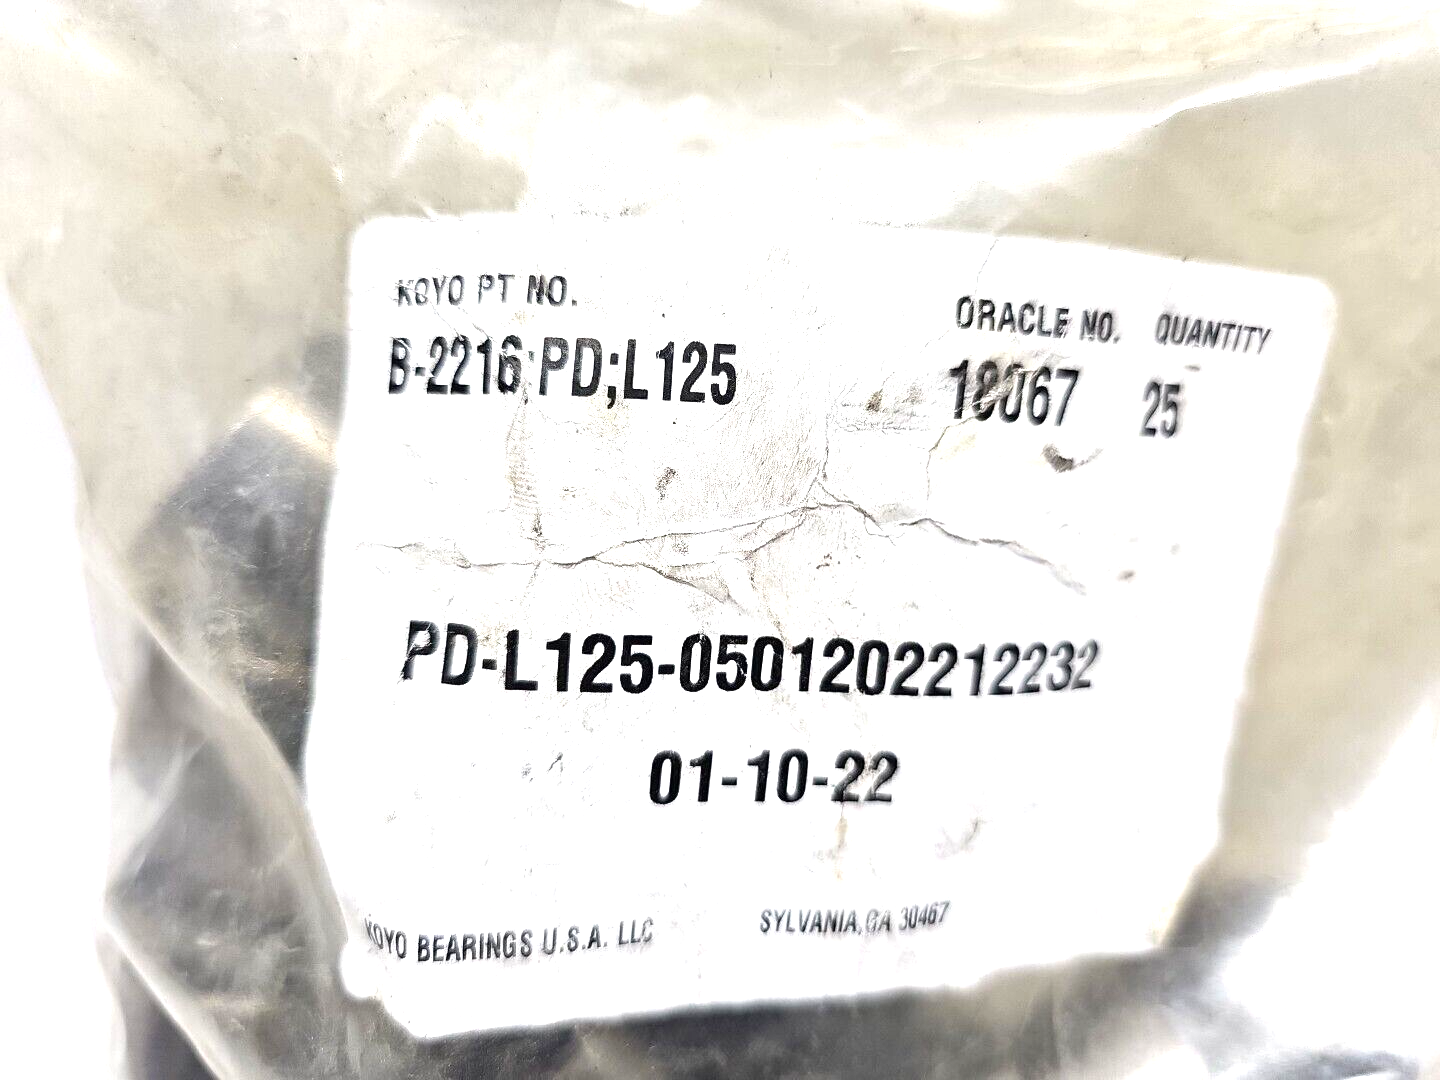 KOYO PT NO.
ORACLE NO. QUANTITY
B-2216;PD;L125
18067 25
PD-L125-0501202212232
01-10-22
KOYO BEARINGS U.S.A. LLC
SYLVANIA,GA 30467